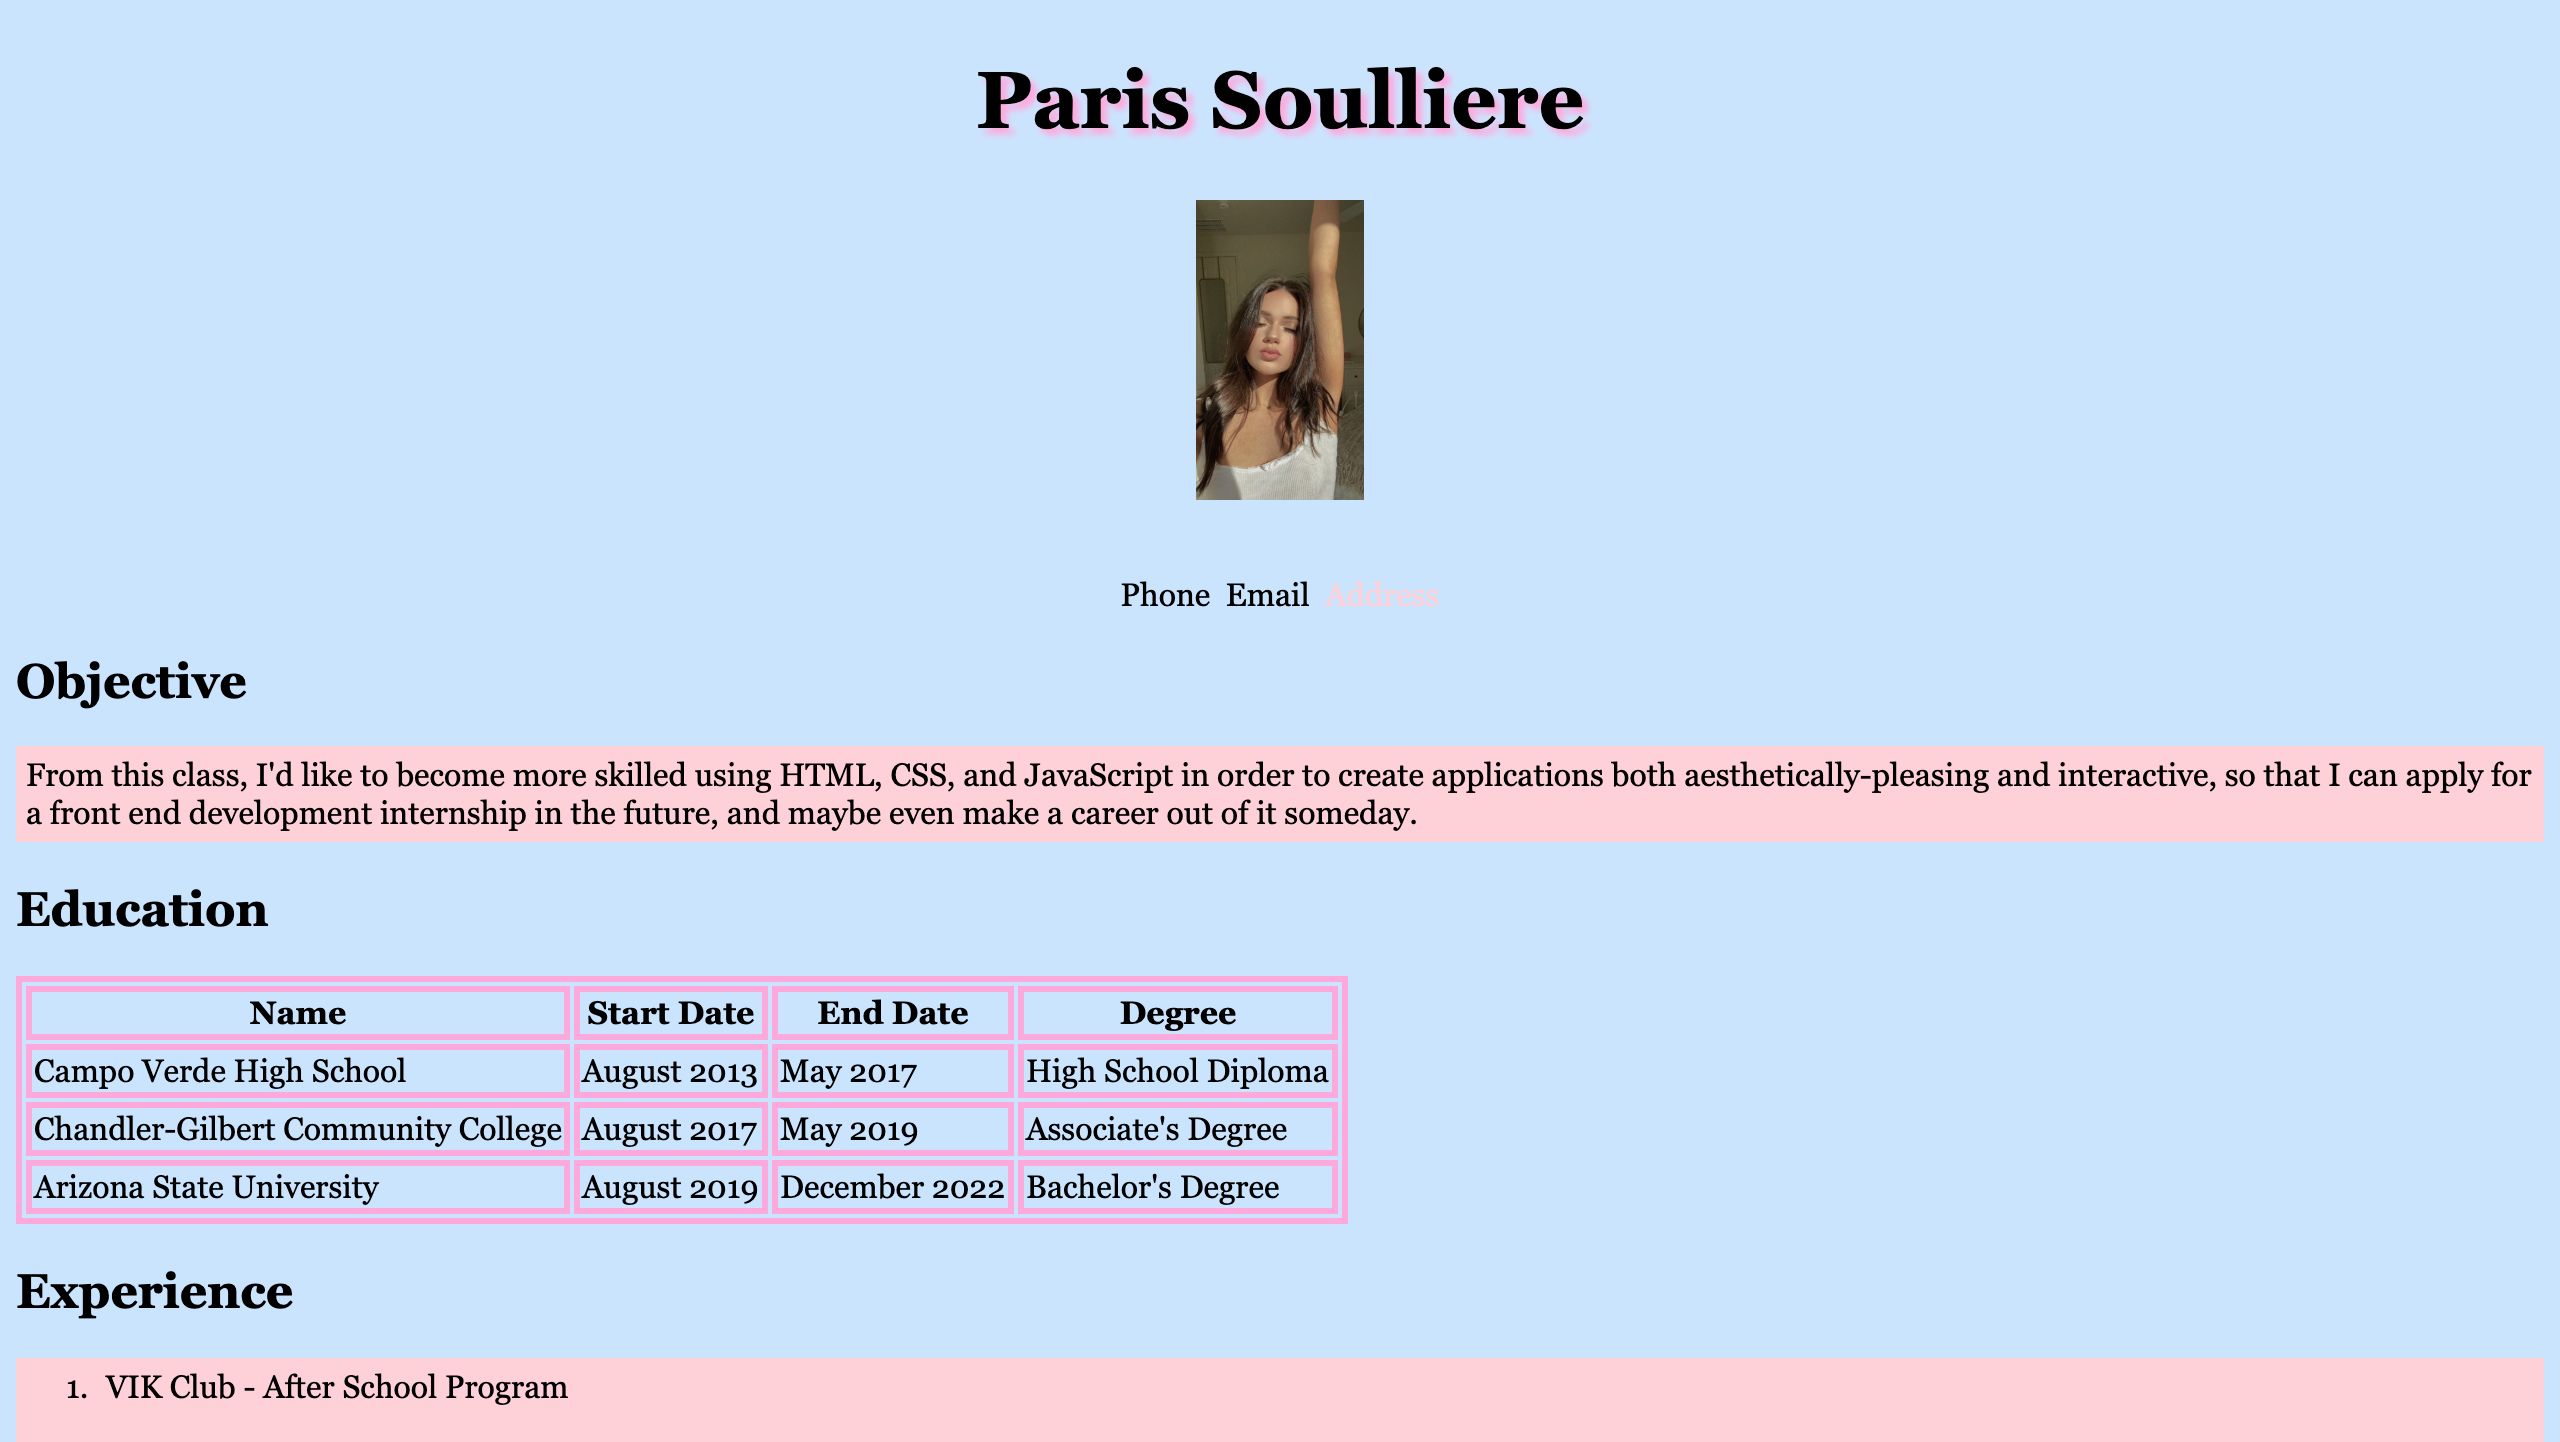 Paris Soulliere
Phone Email Address
Objective
From this class, I'd like to become more skilled using HTML, CSS, and JavaScript in order to create applications both aesthetically-pleasing and interactive, so that I can apply for
a front end development internship in the future, and maybe even make a career out of it someday.
Education
Name Start Date End Date Degree
Campo Verde High School August 2013 May 2017 High School Diploma
Chandler-Gilbert Community College August 2017 May 2019 Associate's Degree
Arizona State University August 2019 December 2022 Bachelor's Degree
Experience
1. VIK Club - After School Program